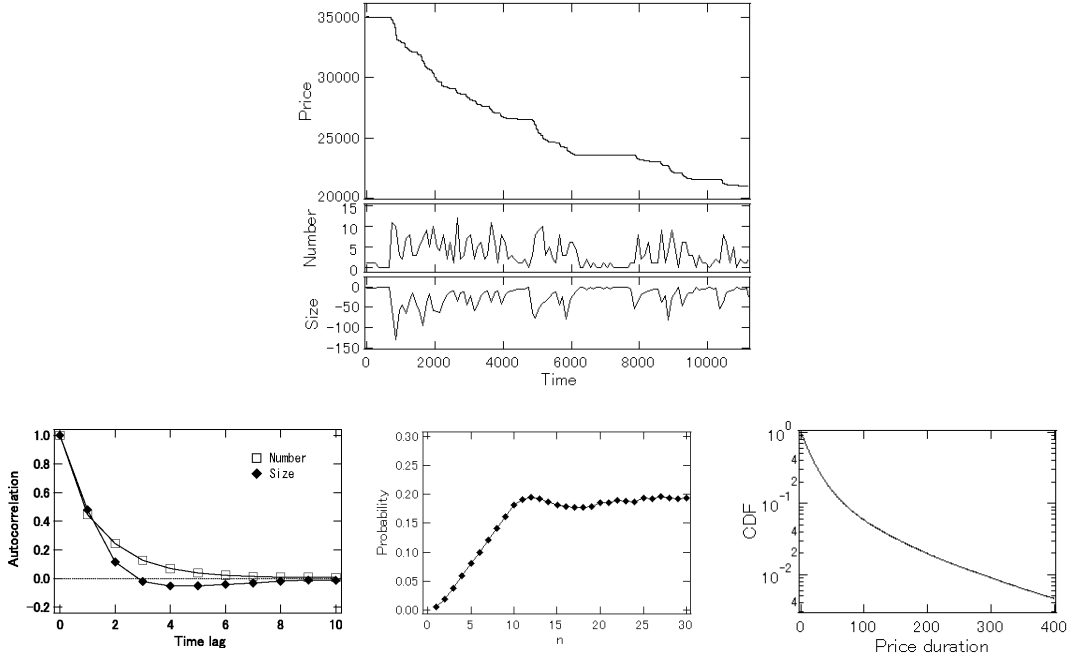 35000
30000
25000
20000
Price
15
10
5
0
Number
0
-50
-100
-150
Size
0 2000 4000 6000 8000 10000
Time
1.0
0.8
0.6
0.4
0.2
0.0
-0.2
Autocorrelation
Number
Size
0 2 4 6 8 10
Time lag
0.30
0.25
0.20
0.15
0.10
0.05
0.00
Probability
0 5 10 15 20 25 30
n
10^0
4
2
10^-1
4
2
10^-2
4
CDF
0 100 200 300 400
Price duration